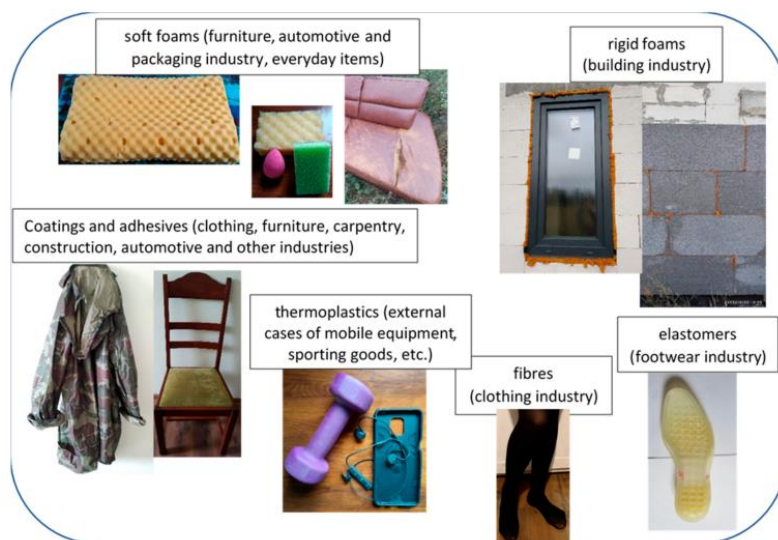 soft foams (furniture, automotive and
packaging industry, everyday items)
rigid foams
(building industry)
Coatings and adhesives (clothing, furniture, carpentry,
construction, automotive and other industries)
thermoplastics (external
cases of mobile equipment,
sporting goods, etc.)
fibres
(clothing industry)
elastomers
(footwear industry)